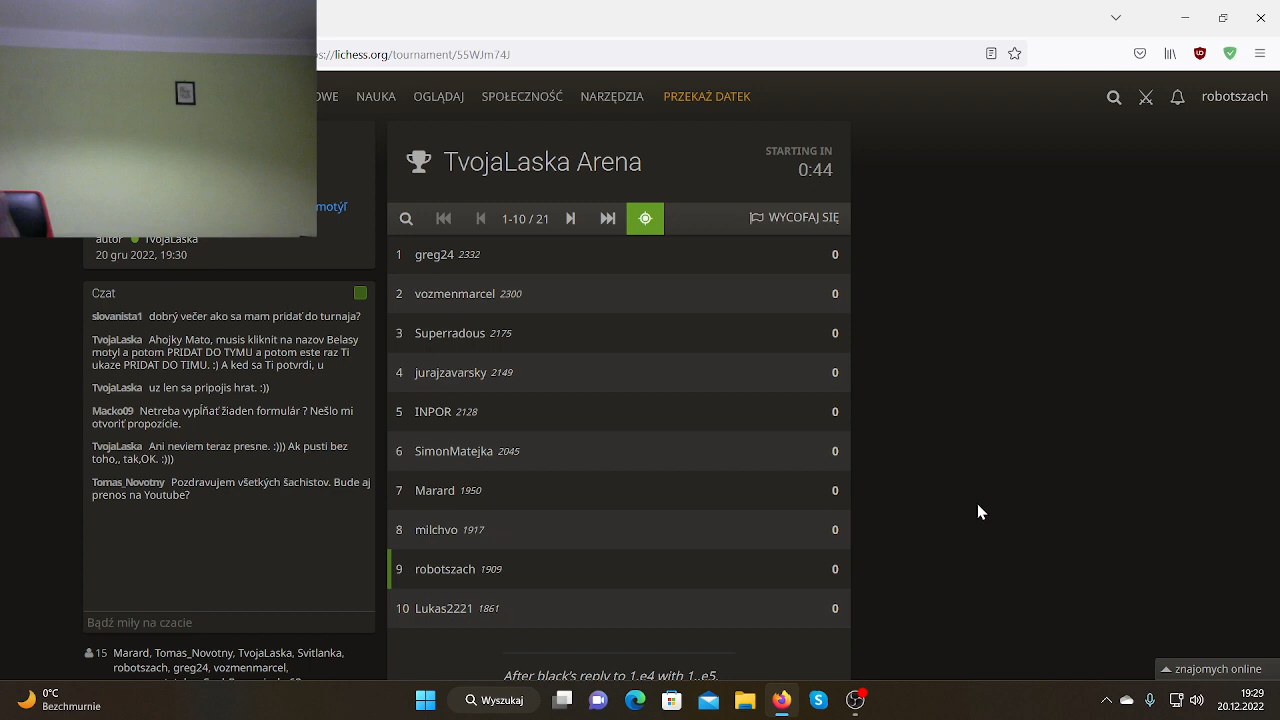 ps://lichess.org/tournament/55WJm74J
OWE NAUKA OGLĄDAJ SPOŁECZNOŚĆ NARZĘDZIA PRZEKAŻ DATEK robotszach
motýľ
autor TvojaLaska
20 gru 2022, 19:30
Czat
slovanista1 dobrý večer ako sa mam pridať do turnaja?
TvojaLaska Ahojky Mato, musis kliknit na nazov Belasy
motyl a potom PRIDAT DO TYMU a potom este raz Ti
ukaze PRIDAT DO TIMU. :) A ked sa Ti potvrdi, u
TvojaLaska uz len sa pripojis hrat. :))
Macko09 Netreba vypĺňať žiaden formulár ? Nešlo mi
otvoriť propozície.
TvojaLaska Ani neviem teraz presne. :))) Ak pusti bez
toho,, tak,OK. :)))
Tomas_Novotny Pozdravujem všetkých šachistov. Bude aj
prenos na Youtube?
Bądź miły na czacie
15 Marard, Tomas_Novotny, TvojaLaska, Svitlanka,
robotszach, greg24, vozmenmarcel,
TvojaLaska Arena
STARTING IN
0:44
1-10 / 21 WYCOFAJ SIĘ
1 greg24 2332 0
2 vozmenmarcel 2300 0
3 Superradous 2175 0
4 jurajzavarsky 2149 0
5 INPOR 2128 0
6 SimonMatejka 2045 0
7 Marard 1950 0
8 milchvo 1917 0
9 robotszach 1909 0
10 Lukas2221 1861 0
After black's reply to 1.e4 with 1..e5,
znajomych online
0°C
Bezchmurnie
Wyszukaj
19:29
20.12.2022